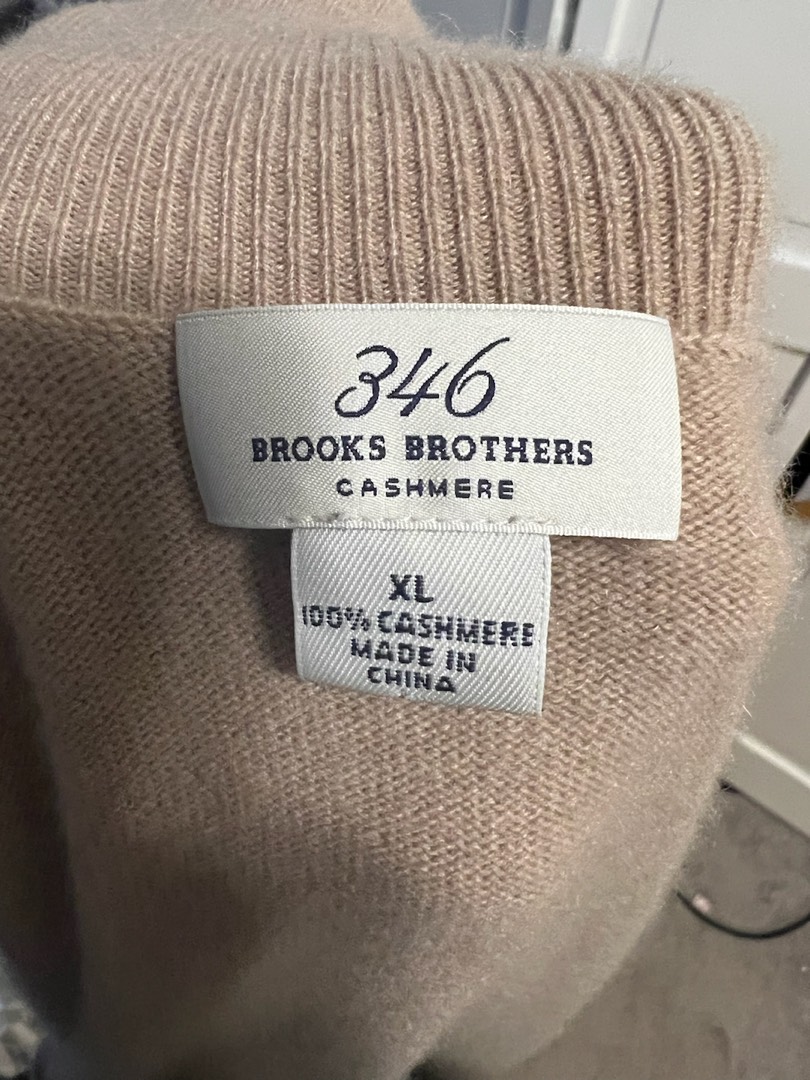 346
BROOKS BROTHERS
CASHMERE
XL
100% CASHMERE
MADE IN
CHINA